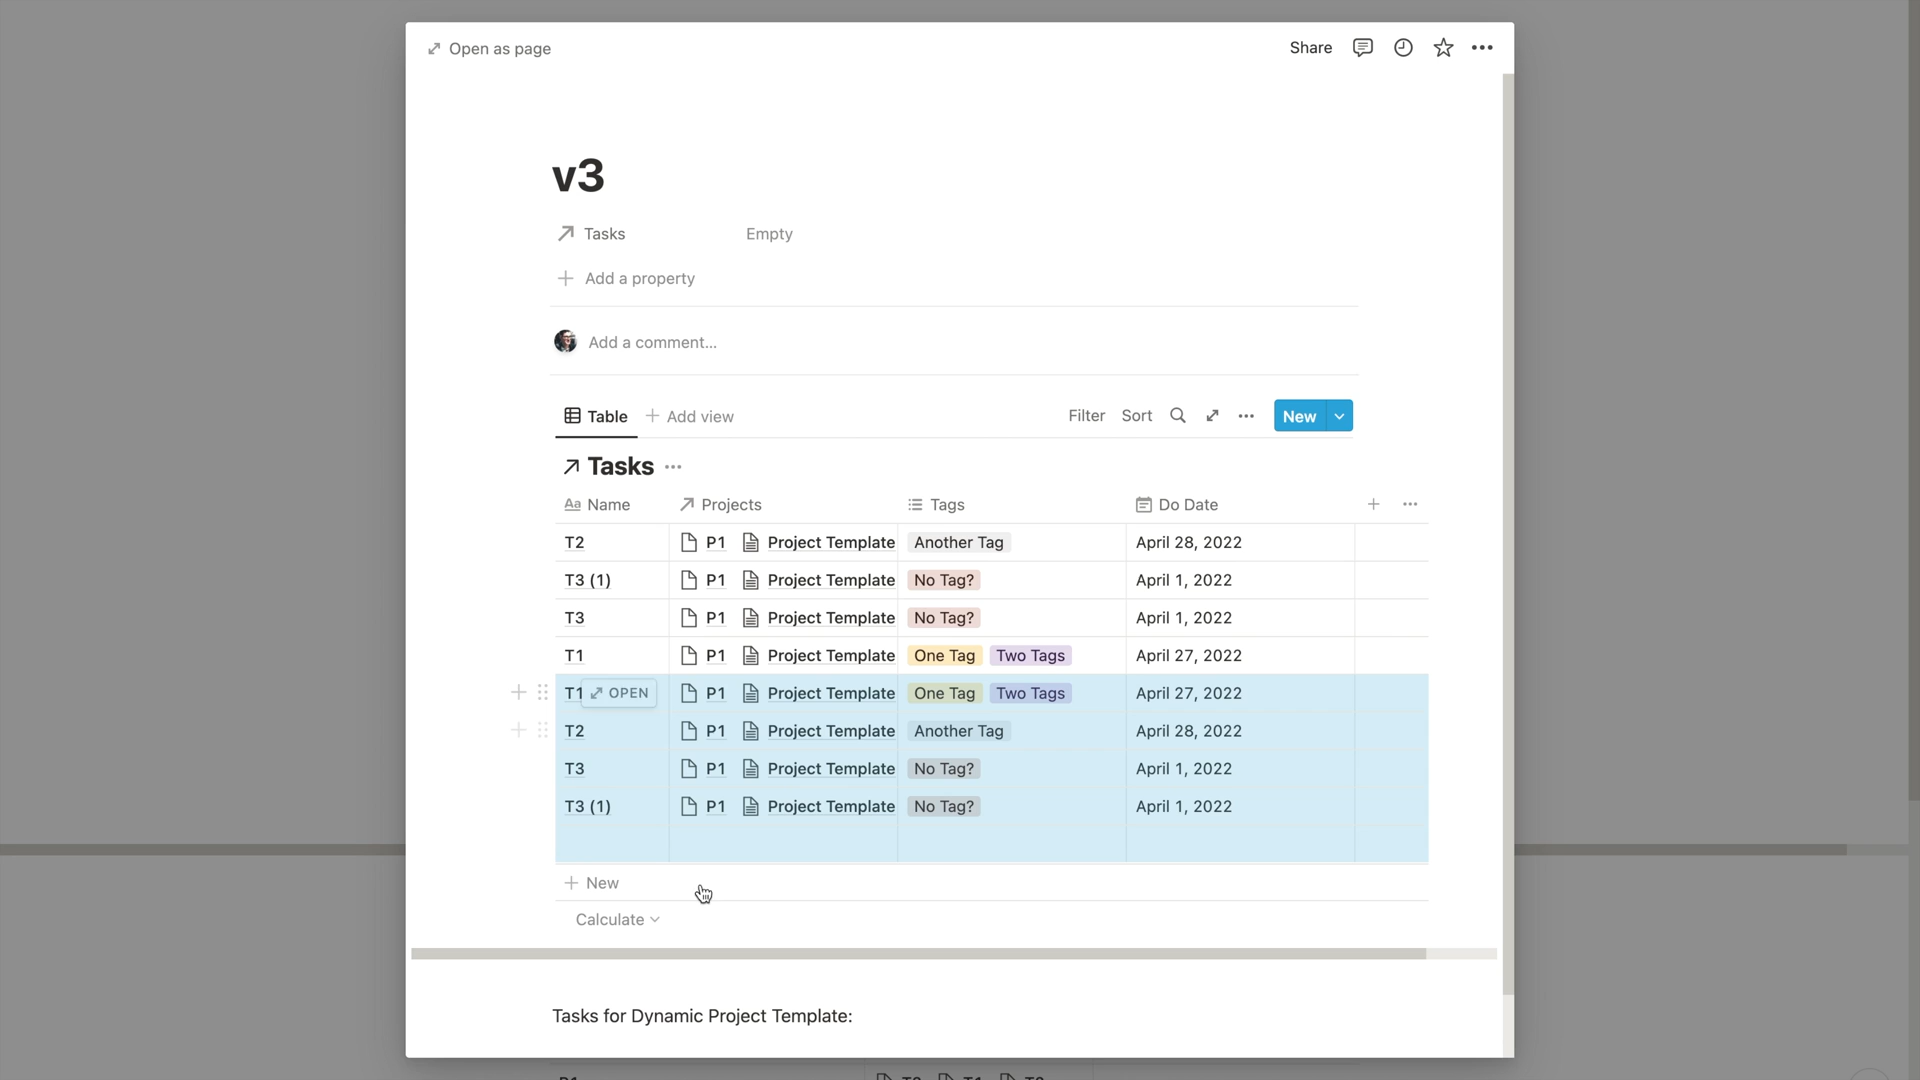 Open as page Share
v3
Tasks Empty
Add a property
Add a comment...
Table Add view Filter Sort New
Tasks
Aa Name Projects Tags Do Date
T2 P1 Project Template Another Tag April 28, 2022
T3 (1) P1 Project Template No Tag? April 1, 2022
T3 P1 Project Template No Tag? April 1, 2022
T1 P1 Project Template One Tag Two Tags April 27, 2022
T1 OPEN P1 Project Template One Tag Two Tags April 27, 2022
T2 P1 Project Template Another Tag April 28, 2022
T3 P1 Project Template No Tag? April 1, 2022
T3 (1) P1 Project Template No Tag? April 1, 2022
New
Calculate
Tasks for Dynamic Project Template: